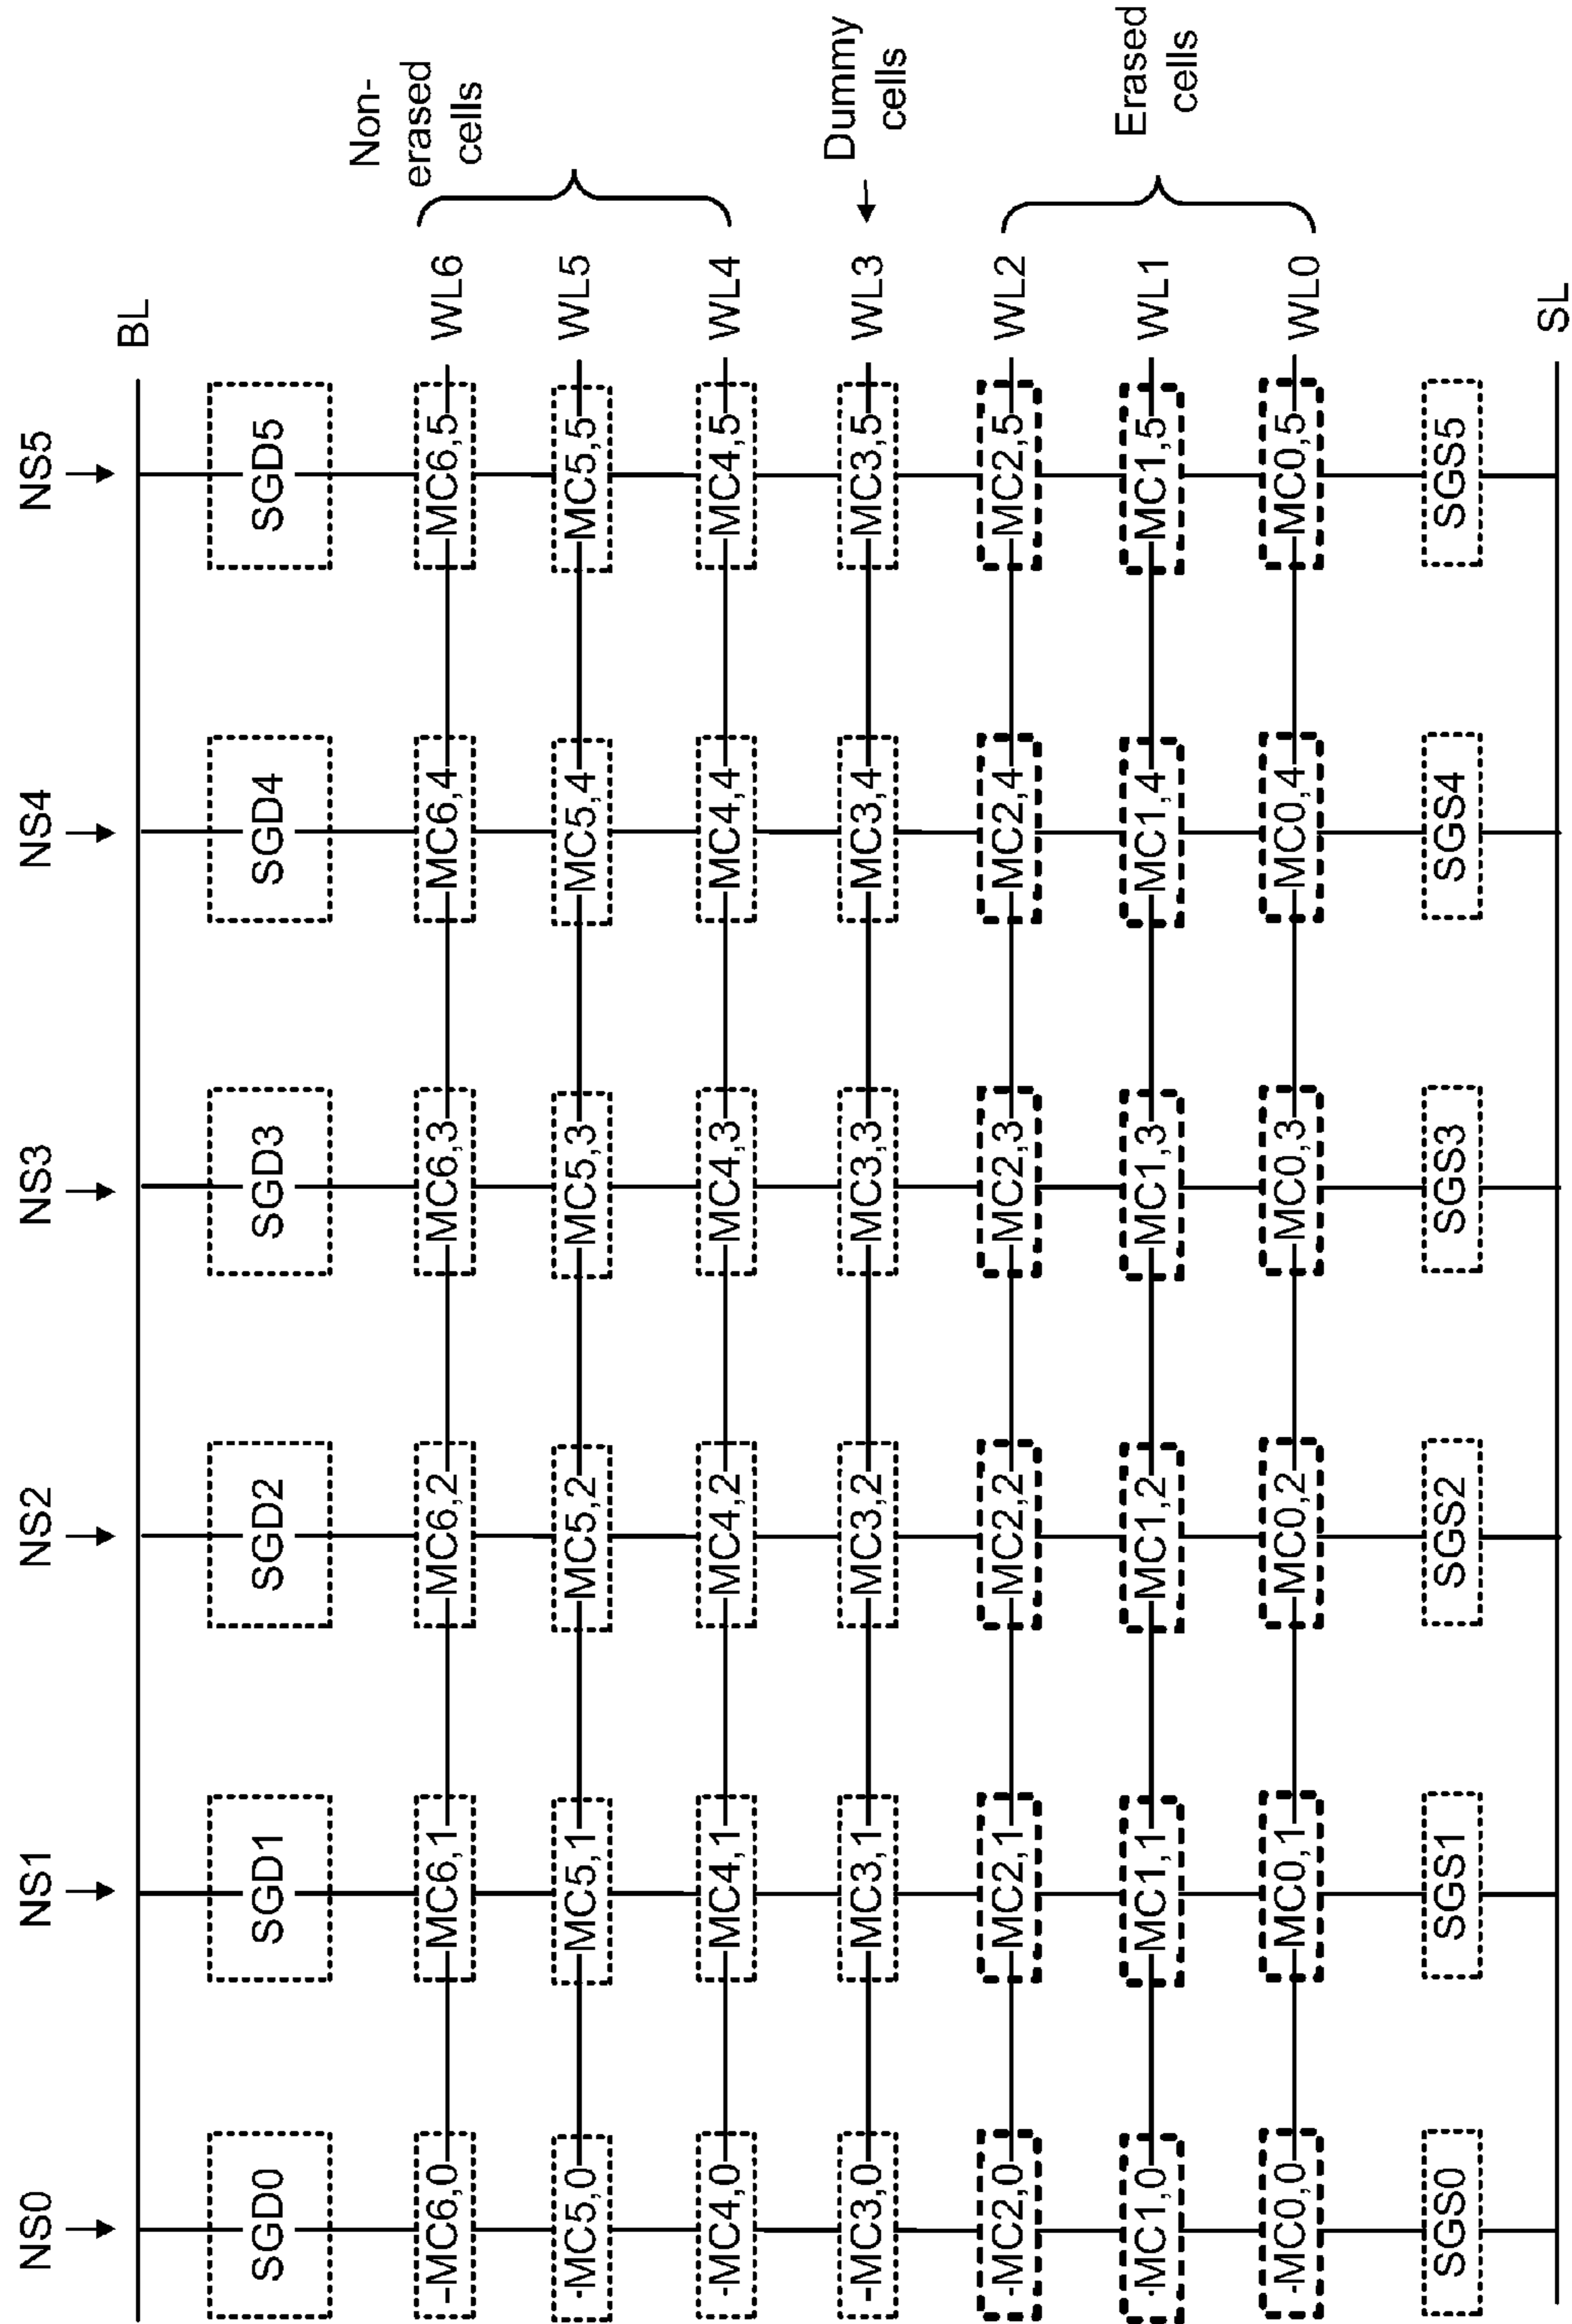 NS0 NS1 NS2 NS3 NS4 NS5
BL
SGD0 SGD1 SGD2 SGD3 SGD4 SGD5
Non-
erased
cells
MC6,0 MC6,1 MC6,2 MC6,3 MC6,4 MC6,5 WL6
MC5,0 MC5,1 MC5,2 MC5,3 MC5,4 MC5,5 WL5
MC4,0 MC4,1 MC4,2 MC4,3 MC4,4 MC4,5 WL4
Dummy
cells
MC3,0 MC3,1 MC3,2 MC3,3 MC3,4 MC3,5 WL3
MC2,0 MC2,1 MC2,2 MC2,3 MC2,4 MC2,5 WL2
Erased
cells
MC1,0 MC1,1 MC1,2 MC1,3 MC1,4 MC1,5 WL1
MC0,0 MC0,1 MC0,2 MC0,3 MC0,4 MC0,5 WL0
SGS0 SGS1 SGS2 SGS3 SGS4 SGS5
SL